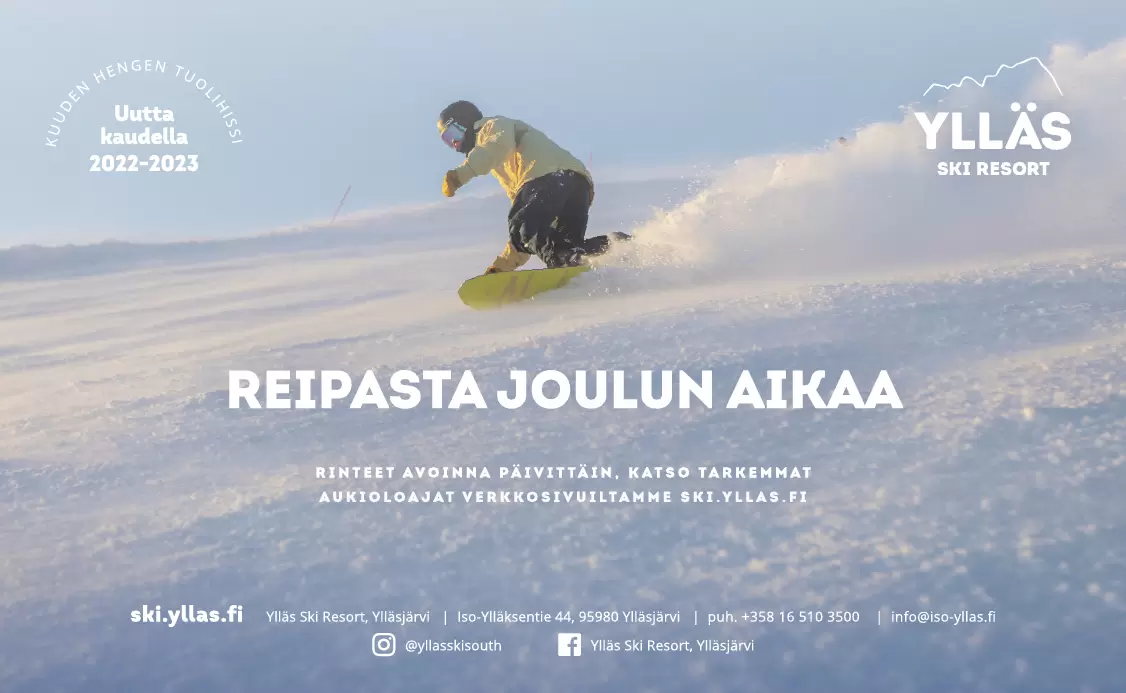 KUUDEN HENGEN TUOLIHISSI
Uutta
kaudella
2022-2023
YLLÄS
SKI RESORT
REIPASTA JOULUN AIKAA
RINTEET AVOINNA PÄIVITTÄIN, KATSO TARKEMMAT
AUKIOLOAJAT VERKKOSIVUILTAMME SKI.YLLAS.FI
ski.yllas.fi Ylläs Ski Resort, Ylläsjärvi | Iso-Ylläksentie 44, 95980 Ylläsjärvi | puh. +358 16 510 3500 | info@iso-yllas.fi
@yllasskisouth Ylläs Ski Resort, Ylläsjärvi